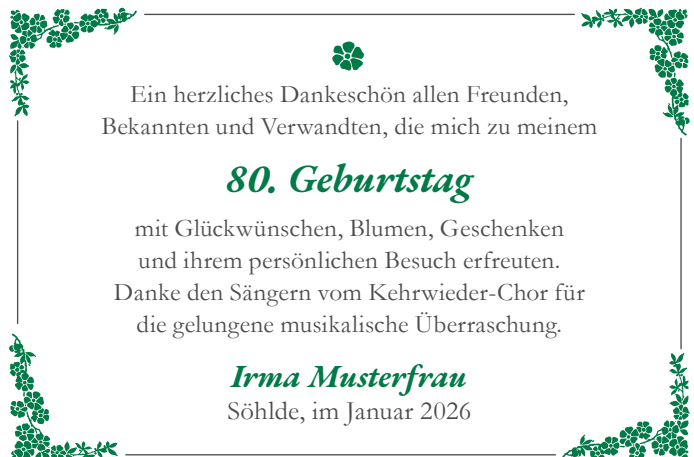 Ein herzliches Dankeschön allen Freunden,
Bekannten und Verwandten, die mich zu meinem
80. Geburtstag
mit Glückwünschen, Blumen, Geschenken
und ihrem persönlichen Besuch erfreuten.
Danke den Sängern vom Kehrwieder-Chor für
die gelungene musikalische Überraschung.
Irma Musterfrau
Söhlde, im Januar 2026